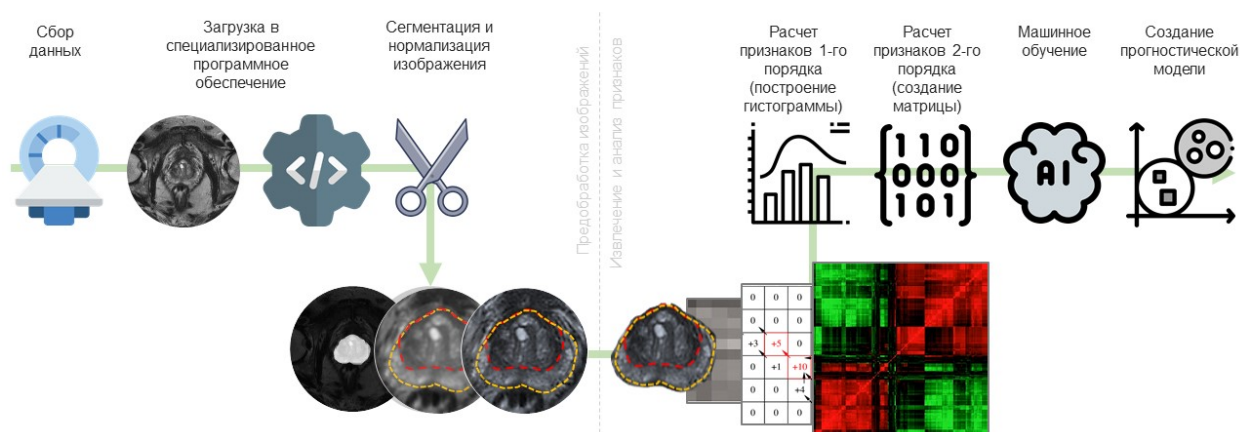 Сбор
данных
Загрузка в
специализированное
программное
обеспечение
Сегментация и
нормализация
изображения
Предобработка изображений
Извлечение и анализ признаков
Расчет
признаков 1-го
порядка
(построение
гистограммы)
Расчет
признаков 2-го
порядка
(создание
матрицы)
Машинное
обучение
Создание
прогностической
модели
</>
110
000
101
AI
0 0 0
0 0 0
+3 +5 0
0 +1 +10
0 0 +4
0 0 0